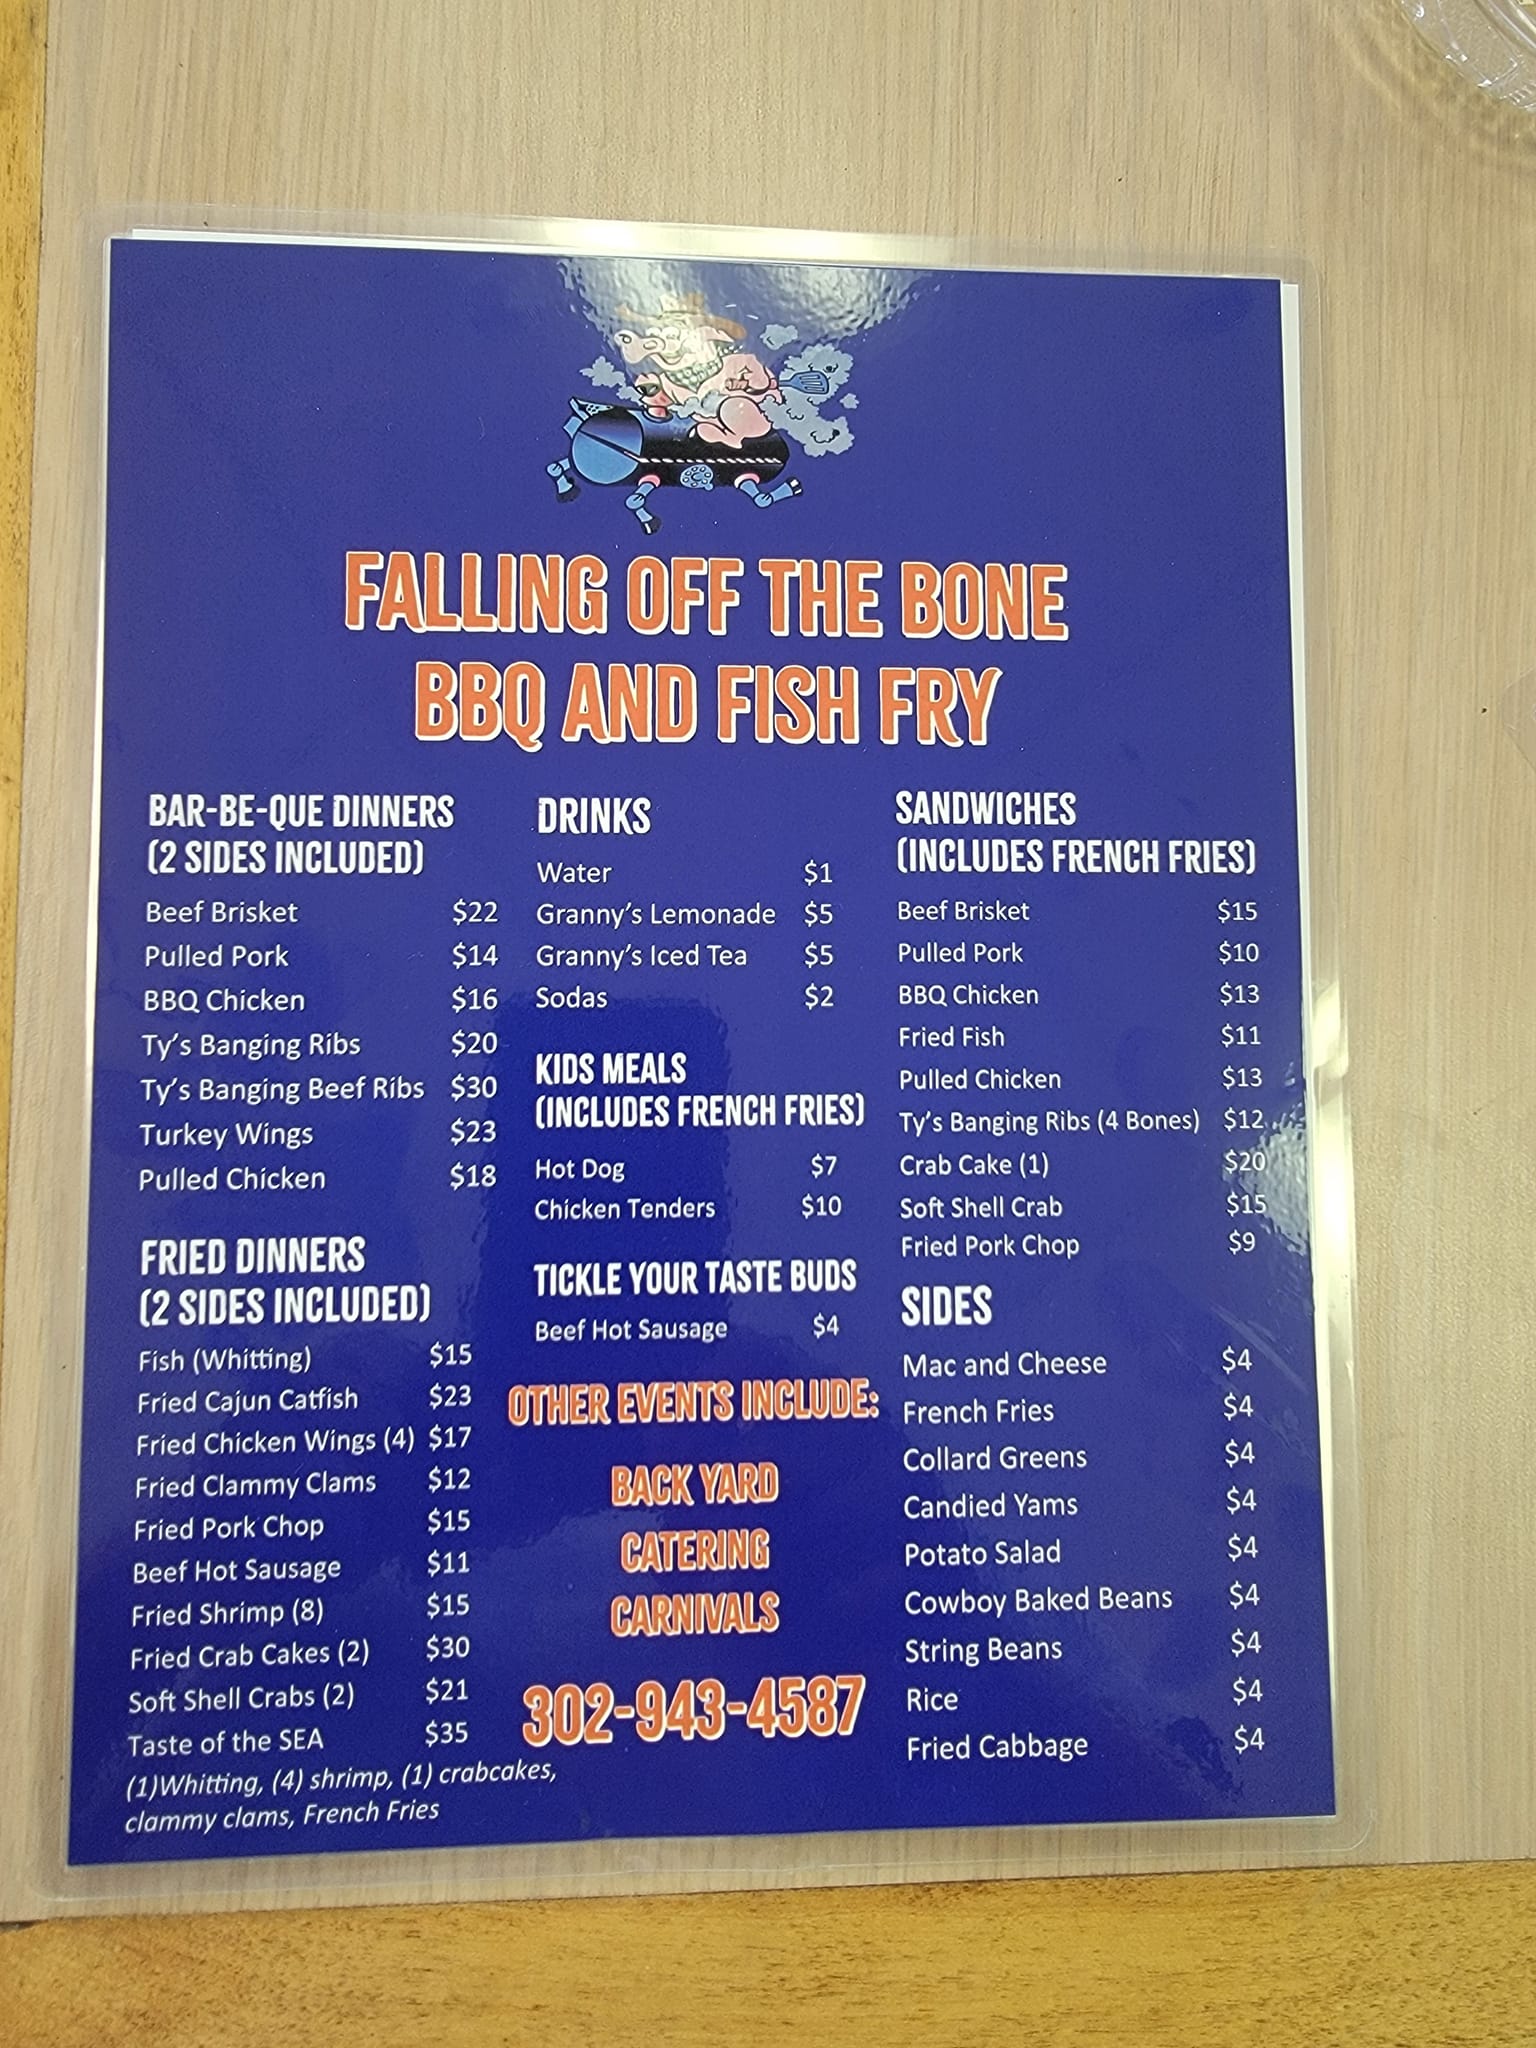 FALLING OFF THE BONE
BBQ AND FISH FRY
BAR-BE-QUE DINNERS
(2 SIDES INCLUDED)
Beef Brisket $22
Pulled Pork $14
BBQ Chicken $16
Ty's Banging Ribs $20
Ty's Banging Beef Ribs $30
Turkey Wings $23
Pulled Chicken $18
FRIED DINNERS
(2 SIDES INCLUDED)
Fish (Whitting) $15
Fried Cajun Catfish $23
Fried Chicken Wings (4) $17
Fried Clammy Clams $12
Fried Pork Chop $15
Beef Hot Sausage $11
Fried Shrimp (8) $15
Fried Crab Cakes (2) $30
Soft Shell Crabs (2) $21
Taste of the SEA $35
(1)Whitting, (4) shrimp, (1) crabcakes,
clammy clams, French Fries
DRINKS
Water $1
Granny's Lemonade $5
Granny's Iced Tea $5
Sodas $2
KIDS MEALS
(INCLUDES FRENCH FRIES)
Hot Dog $7
Chicken Tenders $10
TICKLE YOUR TASTE BUDS
Beef Hot Sausage $4
OTHER EVENTS INCLUDE:
BACK YARD
CATERING
CARNIVALS
302-943-4587
SANDWICHES
(INCLUDES FRENCH FRIES)
Beef Brisket $15
Pulled Pork $10
BBQ Chicken $13
Fried Fish $11
Pulled Chicken $13
Ty's Banging Ribs (4 Bones) $12
Crab Cake (1) $20
Soft Shell Crab $15
Fried Pork Chop $9
SIDES
Mac and Cheese $4
French Fries $4
Collard Greens $4
Candied Yams $4
Potato Salad $4
Cowboy Baked Beans $4
String Beans $4
Rice $4
Fried Cabbage $4